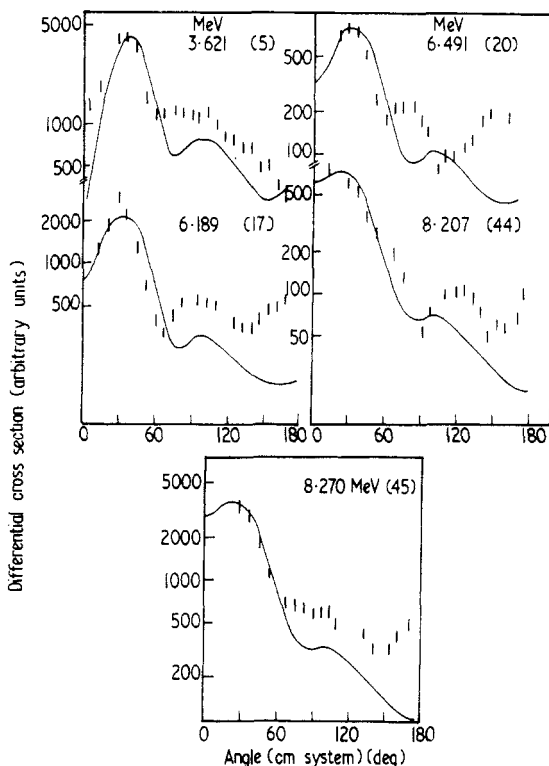 5000
MeV
3·621 (5)
1000
500
2000
1000
500
6·189 (17)
0 60 120 180
MeV
6·491 (20)
500
200
100
500
8·207 (44)
200
100
50
0 60 120 180
Differential cross section (arbitrary units)
8·270 MeV (45)
5000
2000
1000
500
200
0 60 120 180
Angle (cm system) (deg)